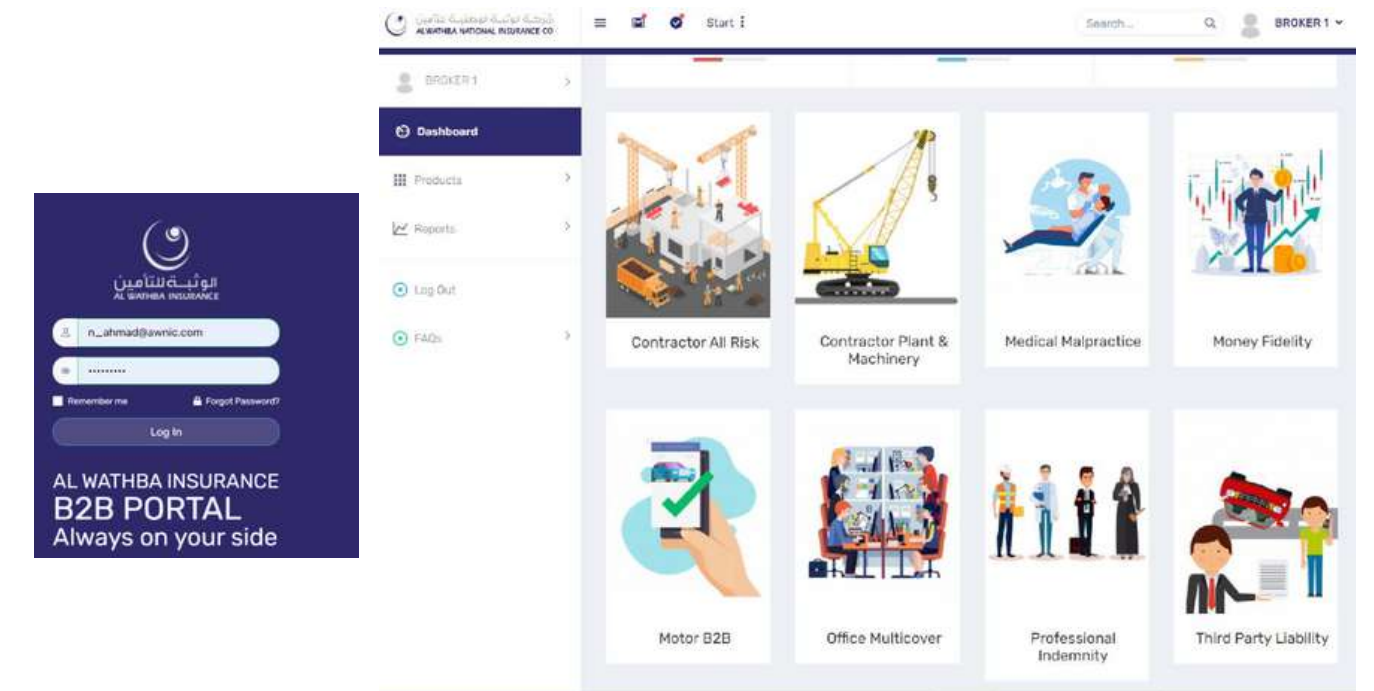 الوثبـة للتأمين
AL WATHBA INSURANCE
n_ahmad@awnic.com
Remember me
Forgot Password?
Log In
AL WATHBA INSURANCE
B2B PORTAL
Always on your side
ALWATHBA NATIONAL INSURANCE CO
Start
Search...
BROKER 1
BROKER 1
Dashboard
Products
Reports
Log Out
FAQs
Contractor All Risk
Contractor Plant &
Machinery
Medical Malpractice
Money Fidelity
Motor B2B
Office Multicover
Professional
Indemnity
Third Party Liability